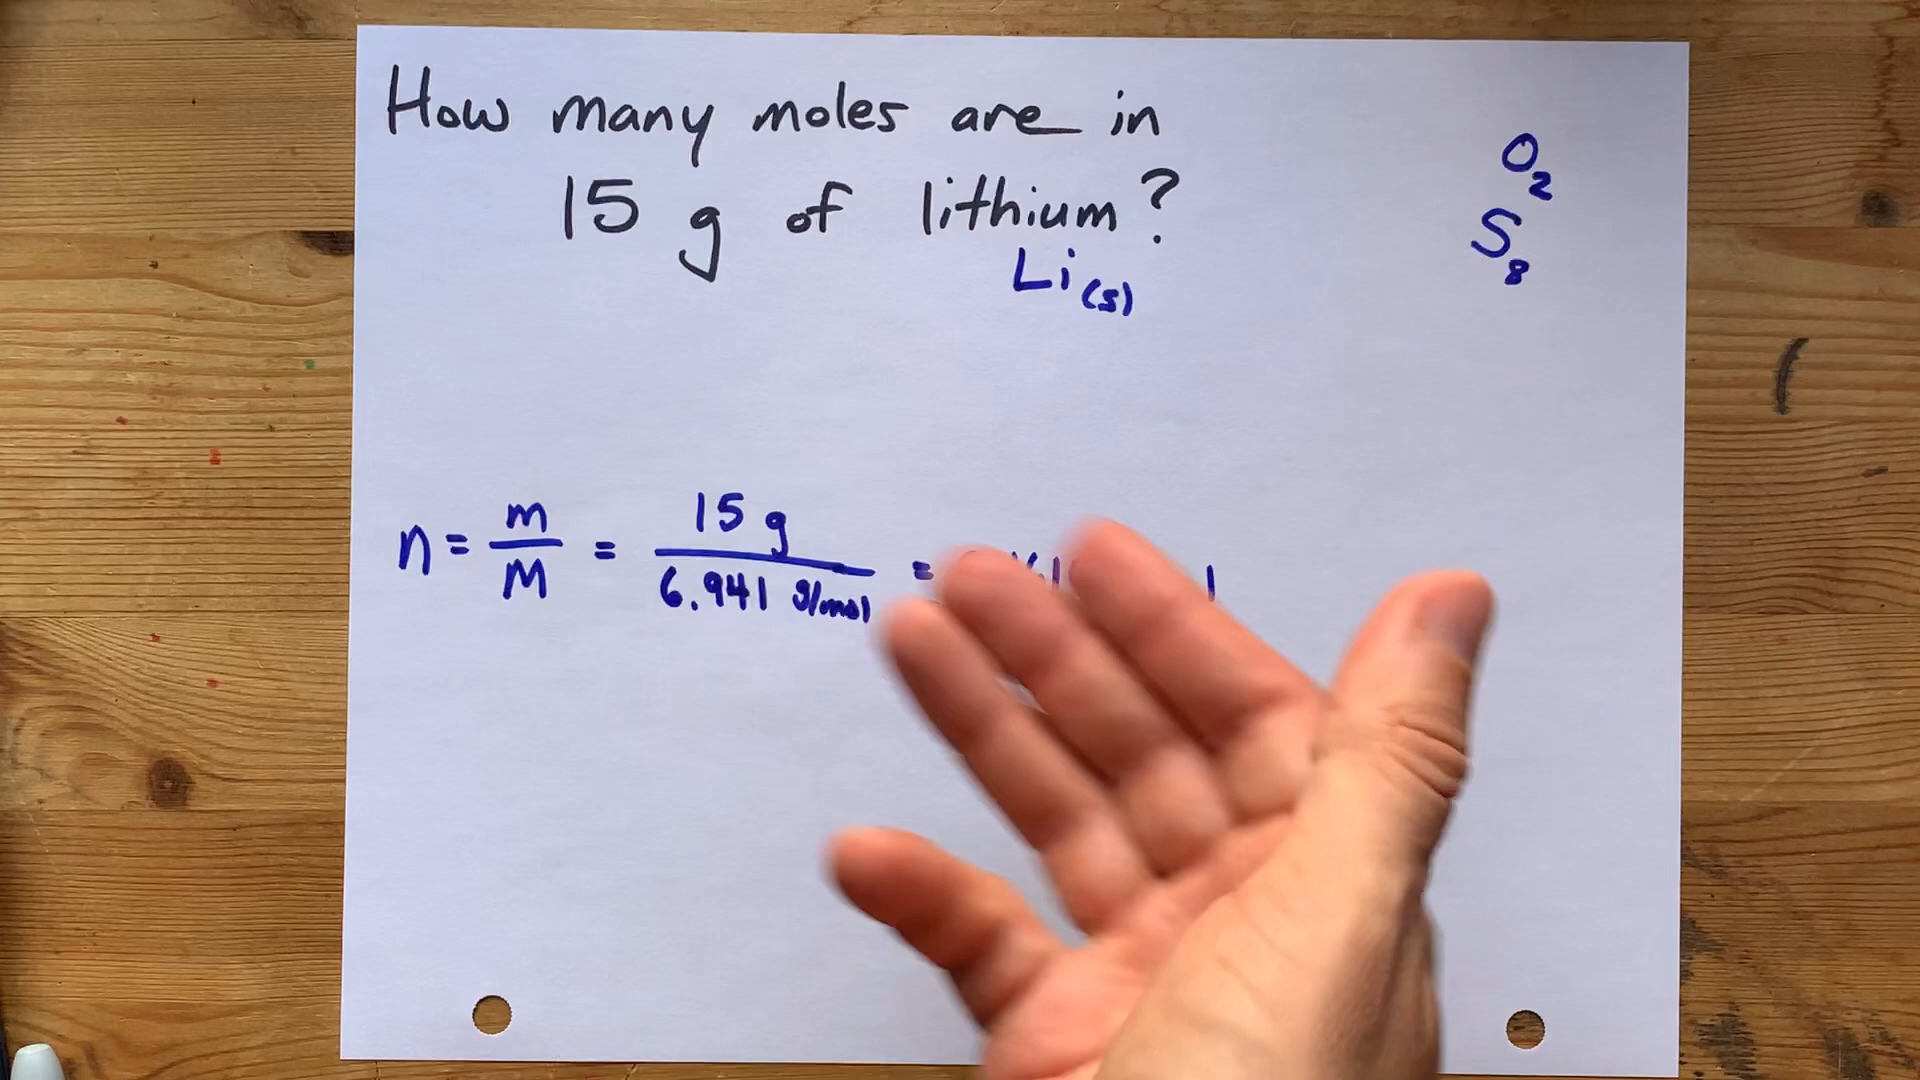 How many moles are in
15 g of lithium?
Li(s)
O2
S8
n = m/M = 15 g / 6.941 g/mol =